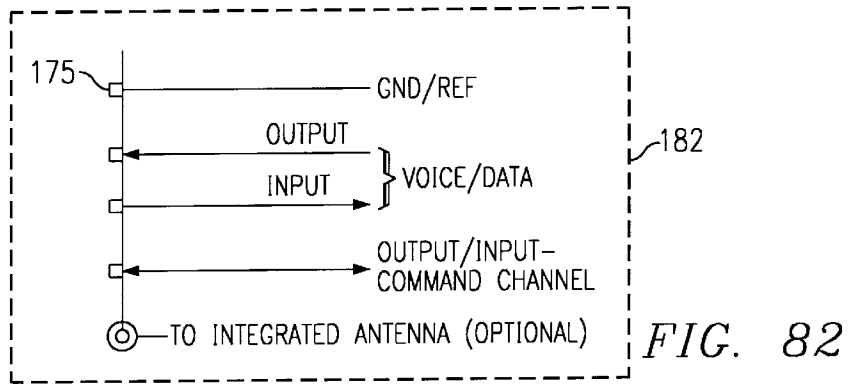 175
GND/REF
OUTPUT
182
INPUT
VOICE/DATA
OUTPUT/INPUT-
COMMAND CHANNEL
TO INTEGRATED ANTENNA (OPTIONAL)
FIG. 82